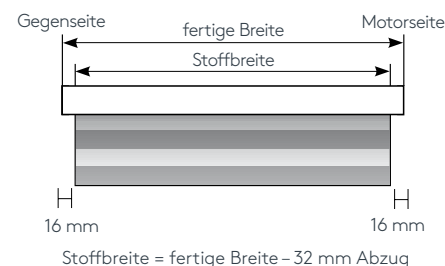 Gegenseite Motorseite
fertige Breite
Stoffbreite
16 mm 16 mm
Stoffbreite = fertige Breite – 32 mm Abzug